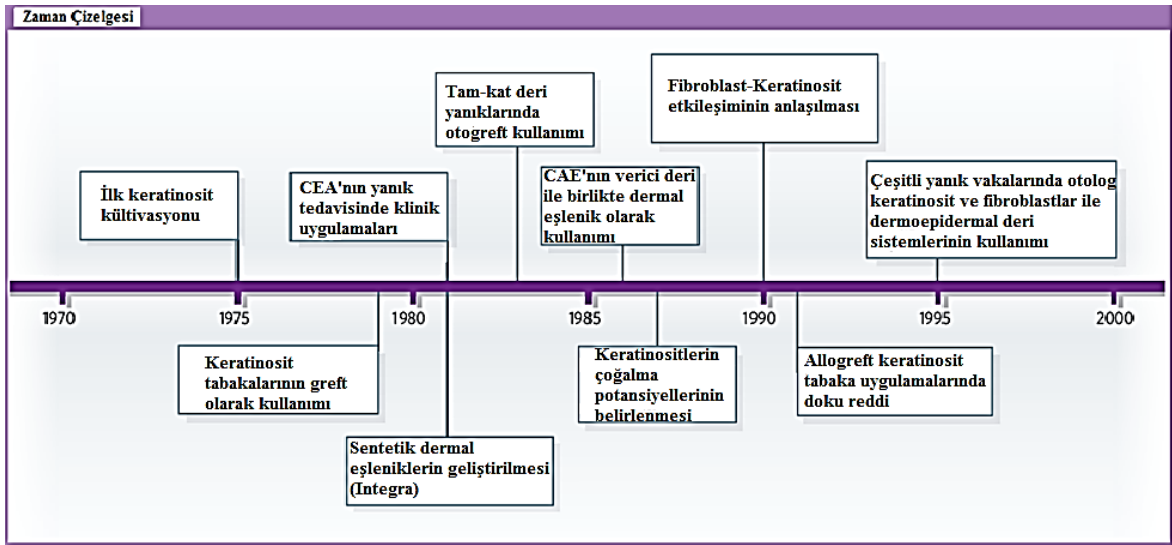 Zaman Çizelgesi
Tam-kat deri
yanıklarında
otogreft kullanımı
Fibroblast-Keratinosit
etkileşiminin anlaşılması
İlk keratinosit
kültivasyonu
CEA'nın yanık
tedavisinde klinik
uygulamaları
CAE'nın verici deri
ile birlikte dermal
eşlenik olarak
kullanımı
Çeşitli yanık vakalarında otolog
keratinosit ve fibroblastlar ile
dermoepidermal deri
sistemlerinin kullanımı
1970 1975 1980 1985 1990 1995 2000
Keratinosit
tabakalarının greft
olarak kullanımı
Sentetik dermal
eşleniklerin geliştirilmesi
(Integra)
Keratinositlerin
çoğalma
potansiyellerinin
belirlenmesi
Allogreft keratinosit
tabaka uygulamalarında
doku reddi